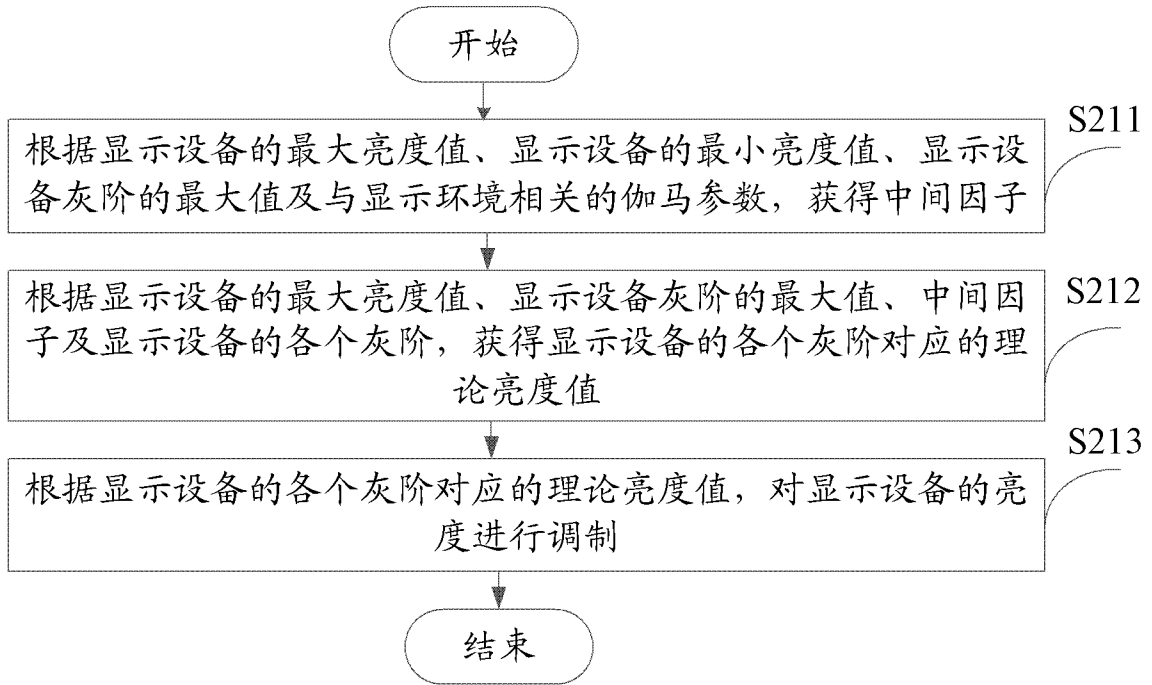 开始
S211
根据显示设备的最大亮度值、显示设备的最小亮度值、显示设
备灰阶的最大值及与显示环境相关的伽马参数，获得中间因子
S212
根据显示设备的最大亮度值、显示设备灰阶的最大值、中间因
子及显示设备的各个灰阶，获得显示设备的各个灰阶对应的理
论亮度值
S213
根据显示设备的各个灰阶对应的理论亮度值，对显示设备的亮
度进行调制
结束